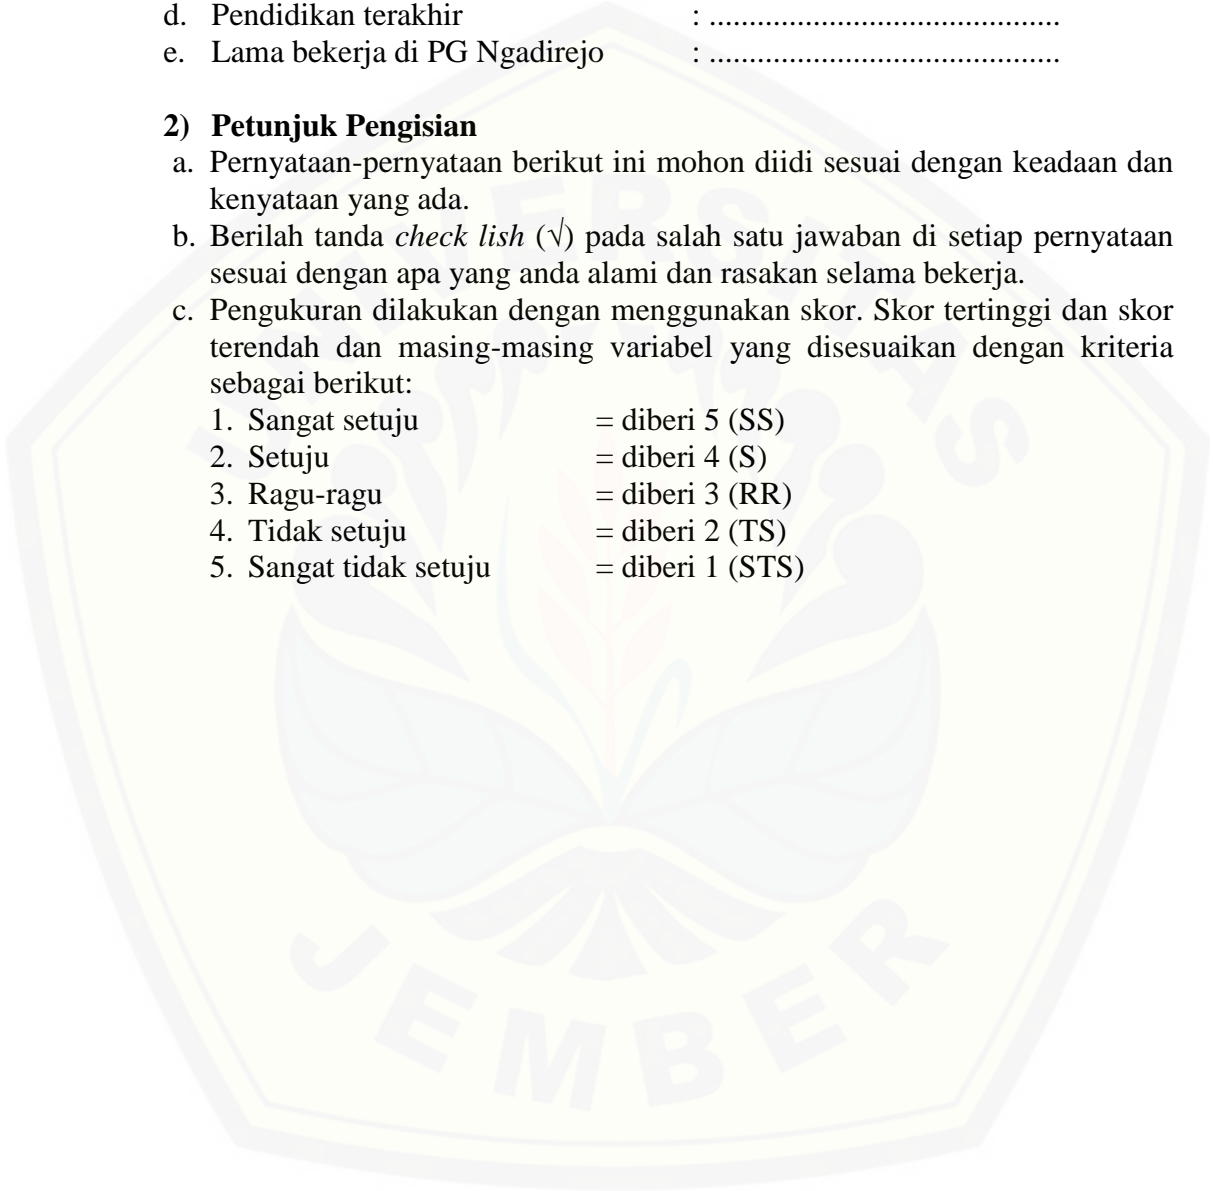 d. Pendidikan terakhir : ............................................
e. Lama bekerja di PG Ngadirejo : ............................................
2) Petunjuk Pengisian
a. Pernyataan-pernyataan berikut ini mohon diidi sesuai dengan keadaan dan
kenyataan yang ada.
b. Berilah tanda check lish (√) pada salah satu jawaban di setiap pernyataan
sesuai dengan apa yang anda alami dan rasakan selama bekerja.
c. Pengukuran dilakukan dengan menggunakan skor. Skor tertinggi dan skor
terendah dan masing-masing variabel yang disesuaikan dengan kriteria
sebagai berikut:
1. Sangat setuju = diberi 5 (SS)
2. Setuju = diberi 4 (S)
3. Ragu-ragu = diberi 3 (RR)
4. Tidak setuju = diberi 2 (TS)
5. Sangat tidak setuju = diberi 1 (STS)
UNIVERSITAS
JEMBER